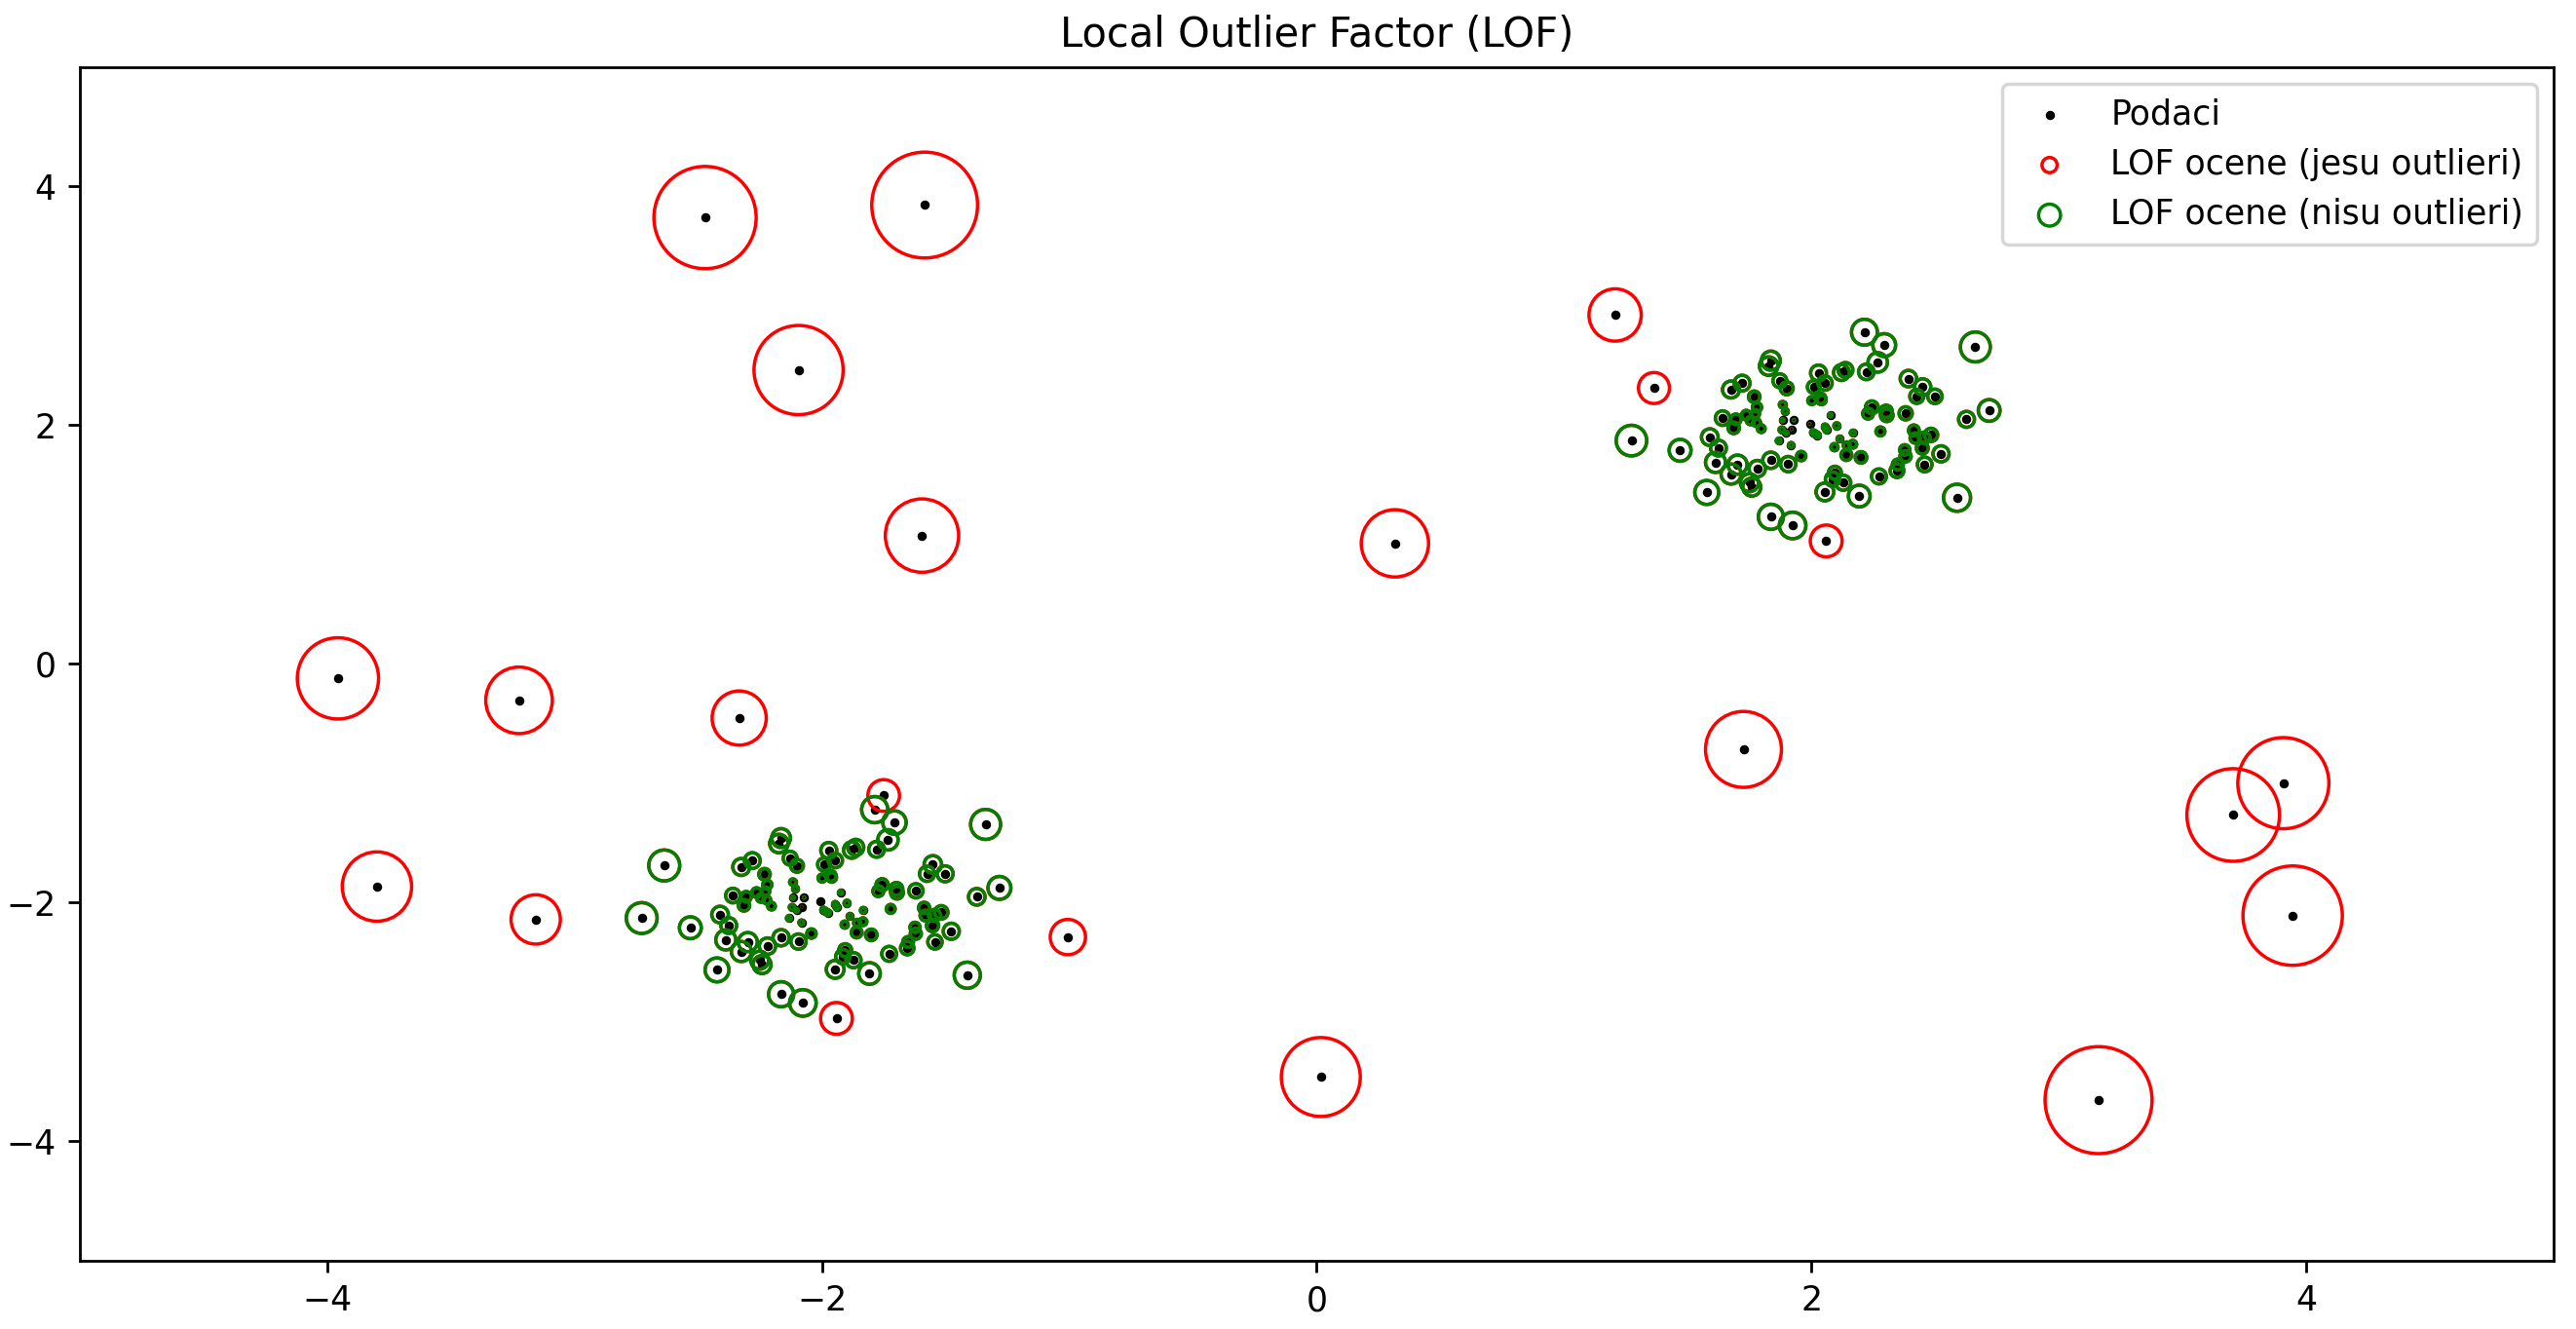 Local Outlier Factor (LOF)
Podaci
LOF ocene (jesu outlieri)
LOF ocene (nisu outlieri)
4
2
0
−2
−4
−4
−2
0
2
4